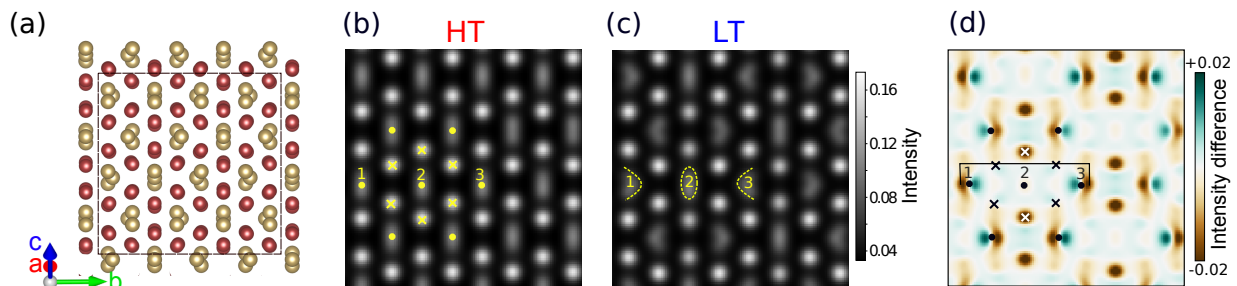 (a)
c
a
b
(b)
HT
1
2
3
(c)
LT
1
2
3
0.16
0.12
0.08
0.04
Intensity
(d)
1
2
3
+0.02
-0.02
Intensity difference